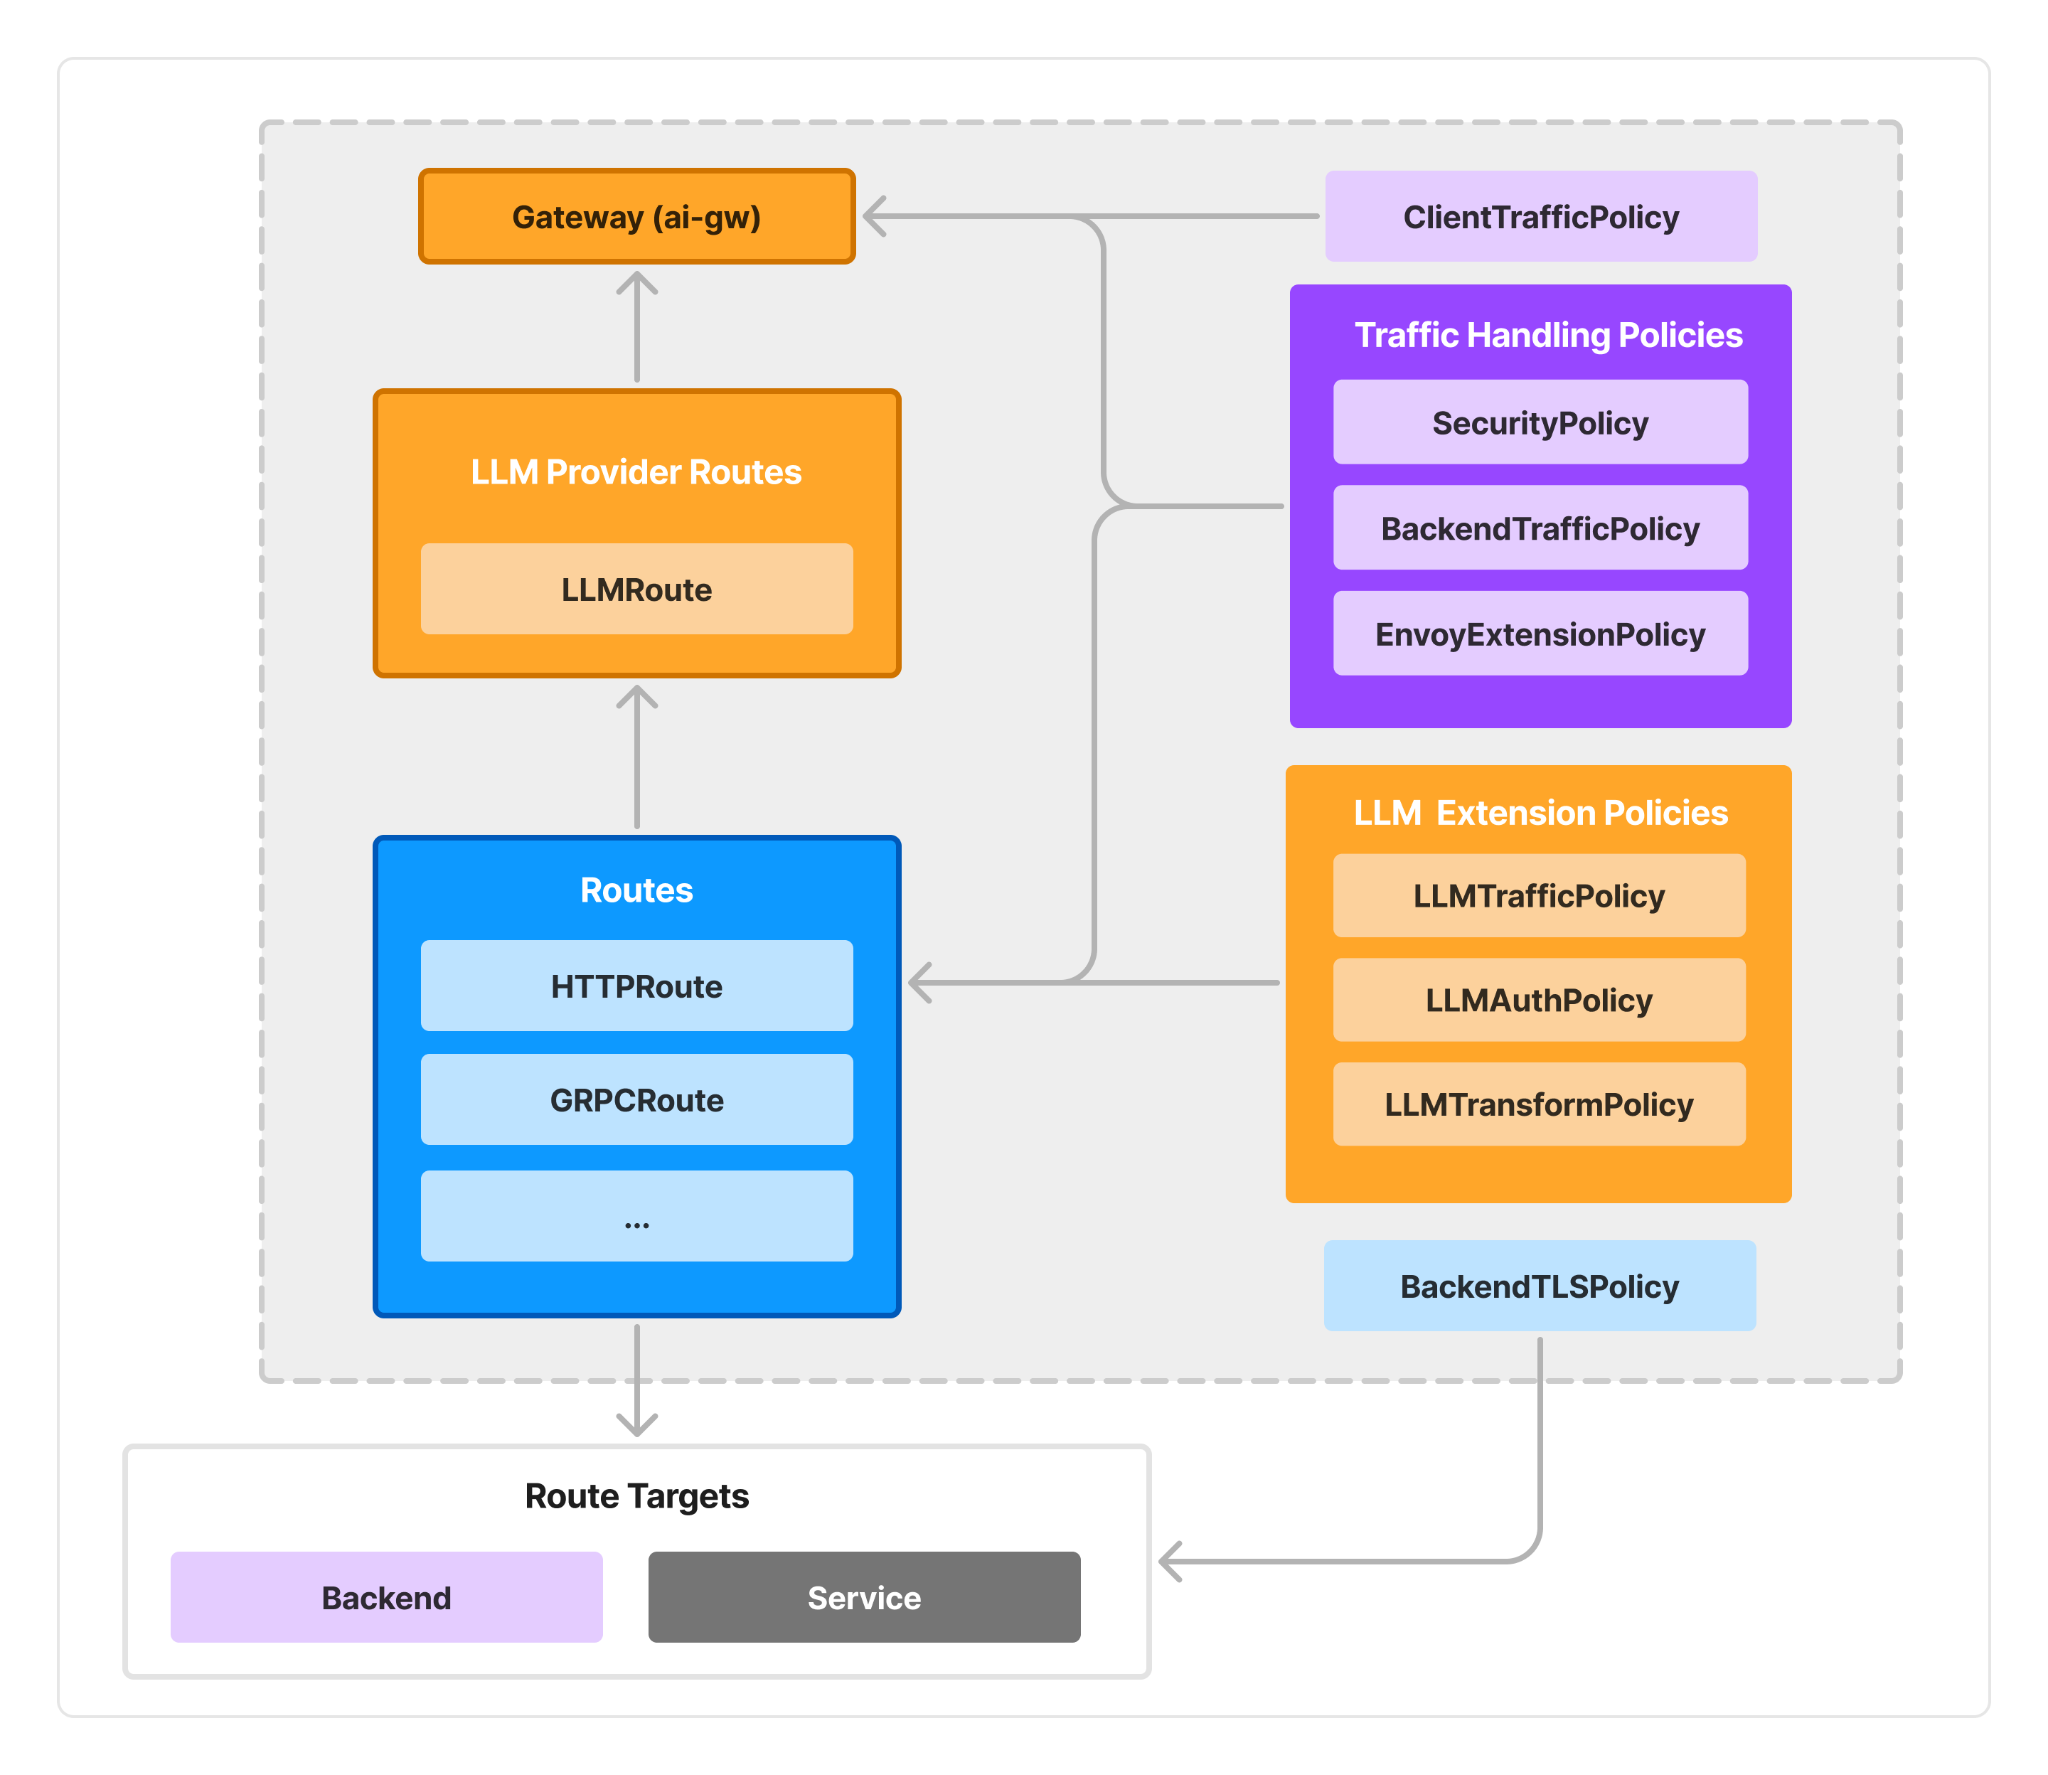 Gateway (ai-gw)
ClientTrafficPolicy
Traffic Handling Policies
SecurityPolicy
BackendTrafficPolicy
EnvoyExtensionPolicy
LLM Provider Routes
LLMRoute
LLM Extension Policies
LLMTrafficPolicy
LLMAuthPolicy
LLMTransformPolicy
Routes
HTTPRoute
GRPCRoute
...
BackendTLSPolicy
Route Targets
Backend
Service